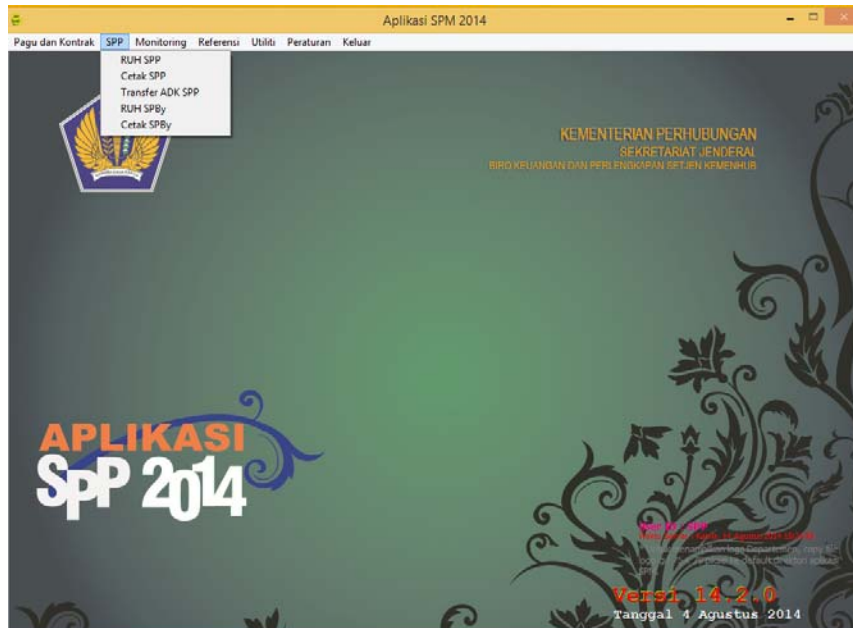 Aplikasi SPM 2014
Pagu dan Kontrak SPP Monitoring Referensi Utiliti Peraturan Keluar
RUH SPP
Cetak SPP
Transfer ADK SPP
RUH SPBy
Cetak SPBy
KEMENTERIAN PERHUBUNGAN
SEKRETARIAT JENDERAL
BIRO KEUANGAN DAN PERLENGKAPAN SETJEN KEMENHUB
APLIKASI
SPP 2014
Versi 14.2.0
Tanggal 4 Agustus 2014